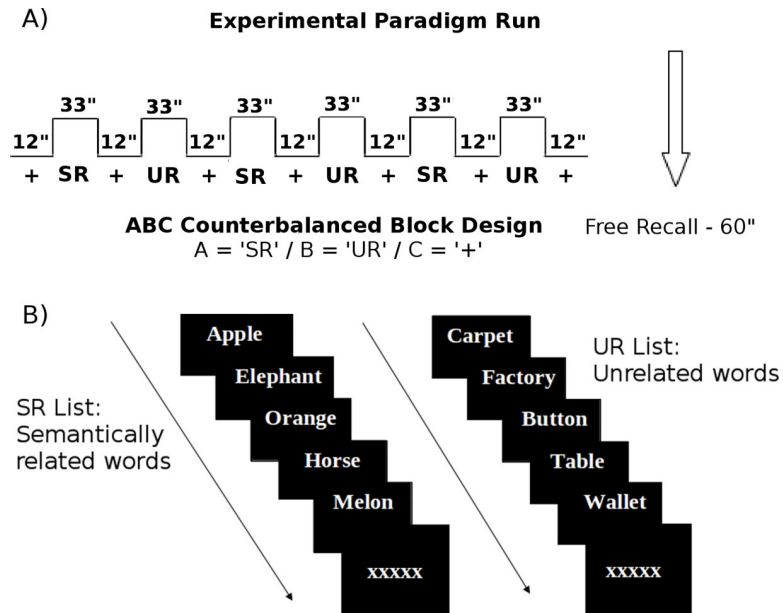 A)
Experimental Paradigm Run
33" 33" 33" 33" 33" 33"
12" 12" 12" 12" 12" 12" 12"
+ SR + UR + SR + UR + SR + UR +
ABC Counterbalanced Block Design
A = 'SR' / B = 'UR' / C = '+'
Free Recall - 60"
B)
SR List:
Semantically
related words
Apple
Elephant
Orange
Horse
Melon
xxxxx
Carpet
Factory
Button
Table
Wallet
xxxxx
UR List:
Unrelated words